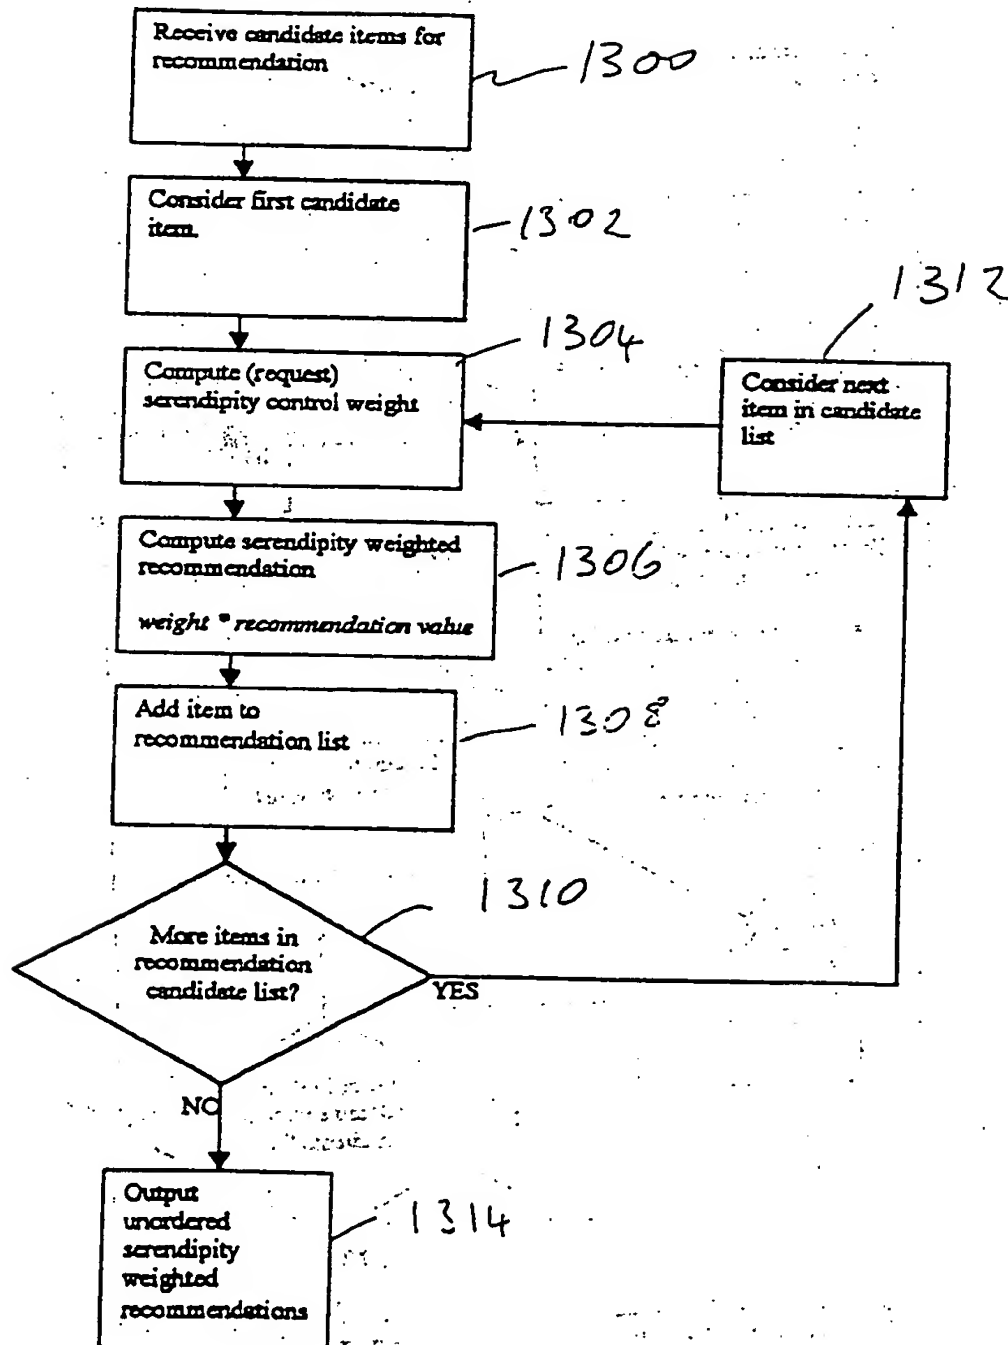 Receive candidate items for
recommendation
1300
Consider first candidate
item.
1302
1312
1304
Compute (request)
serendipity control weight
Consider next
item in candidate
list
Compute serendipity weighted
recommendation
weight * recommendation value
1306
Add item to
recommendation list
1308
1310
More items in
recommendation
candidate list?
YES
NO
Output
unordered
serendipity
weighted
recommendations
1314